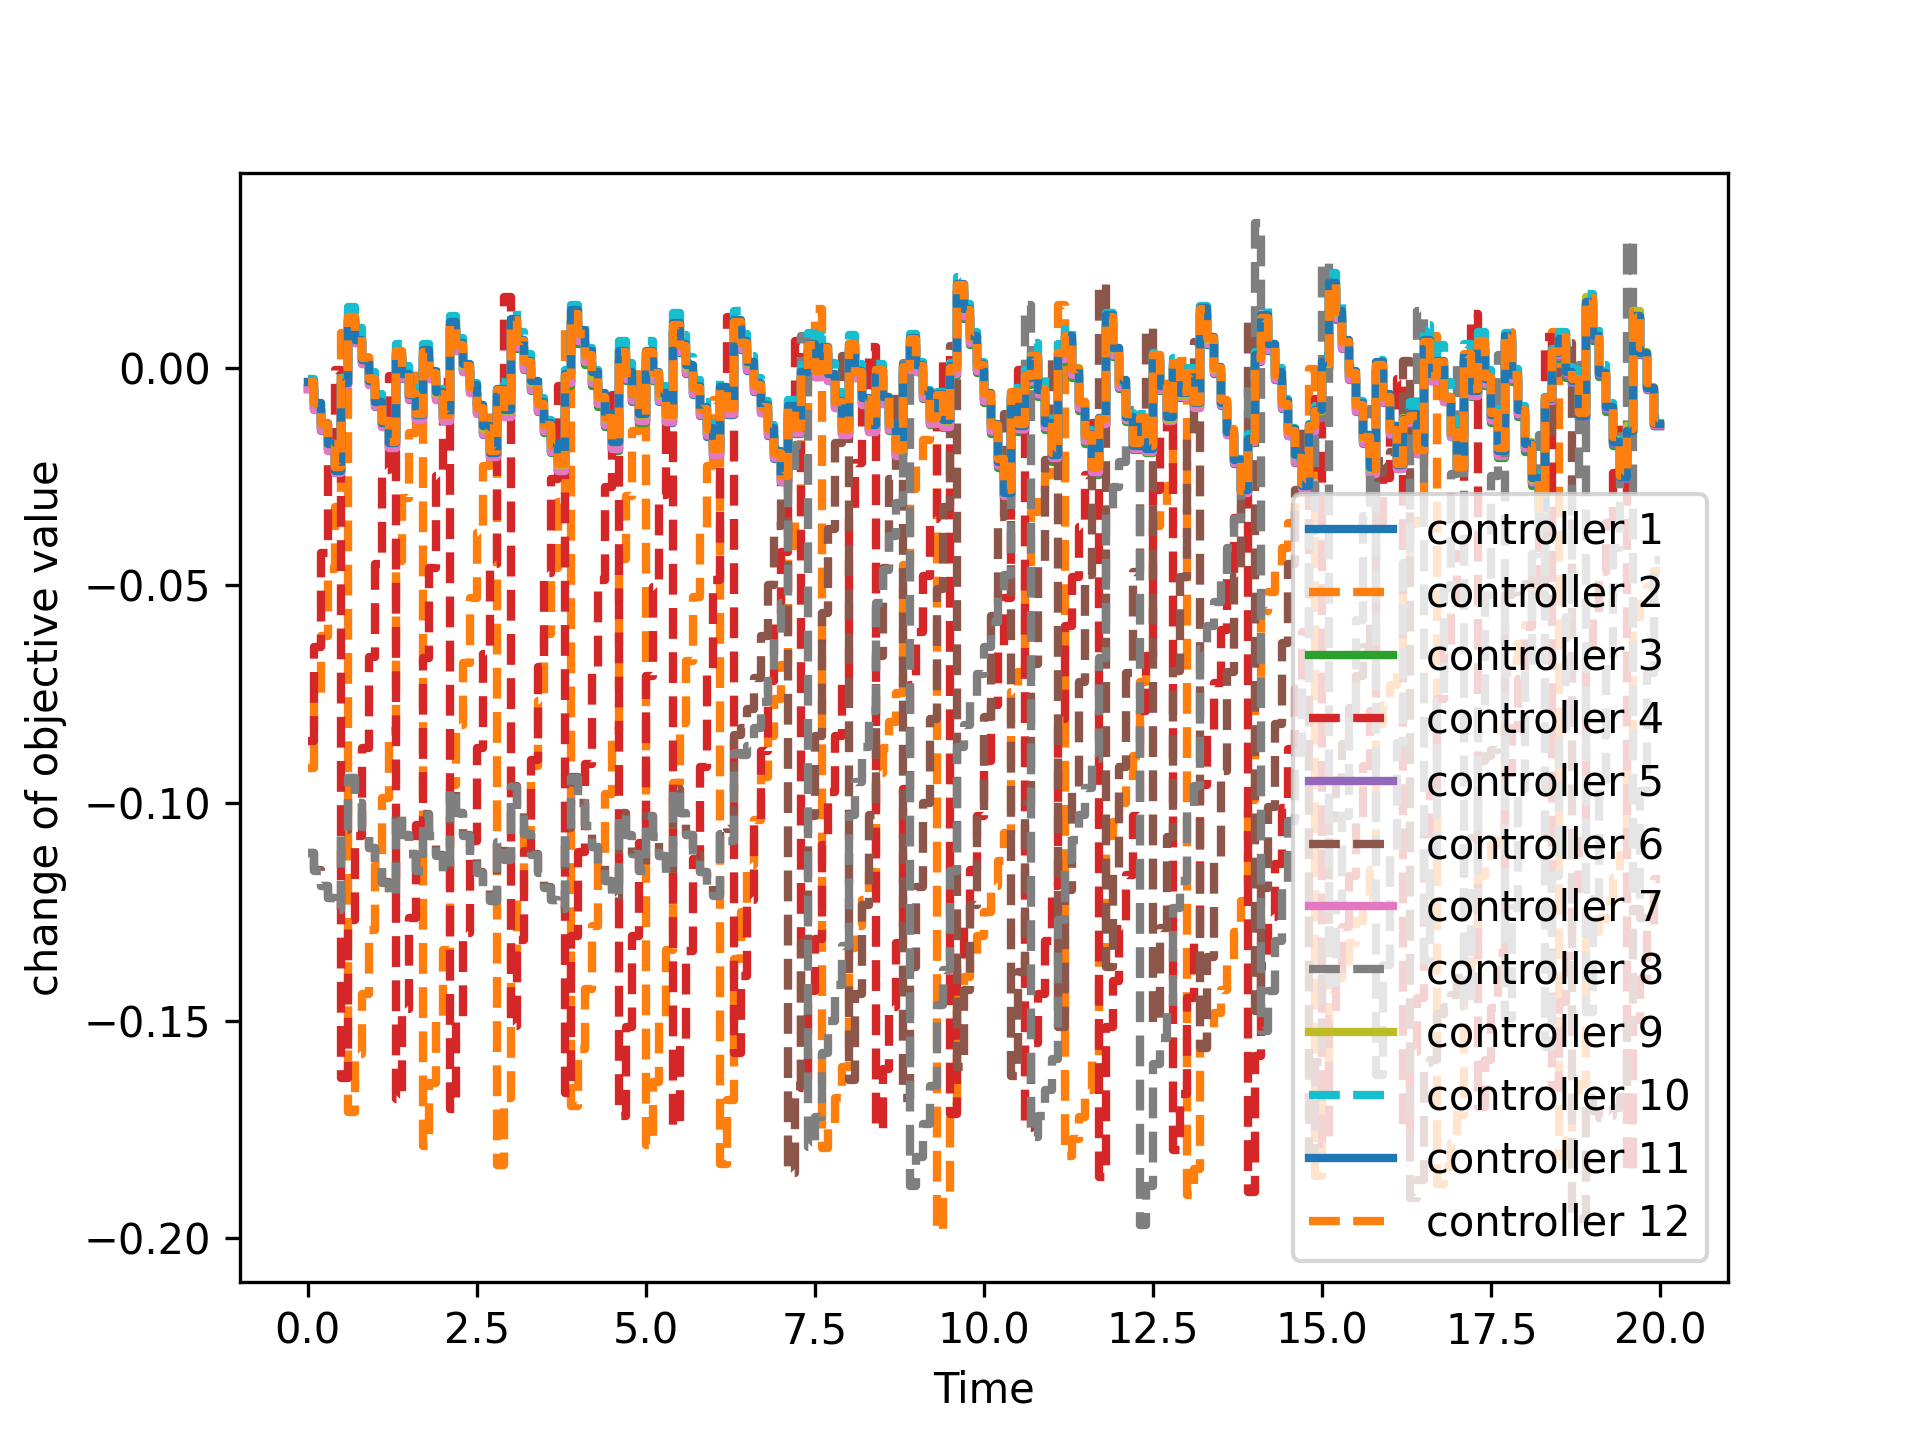 change of objective value
0.00
−0.05
−0.10
−0.15
−0.20
controller 1
controller 2
controller 3
controller 4
controller 5
controller 6
controller 7
controller 8
controller 9
controller 10
controller 11
controller 12
0.0 2.5 5.0 7.5 10.0 12.5 15.0 17.5 20.0
Time